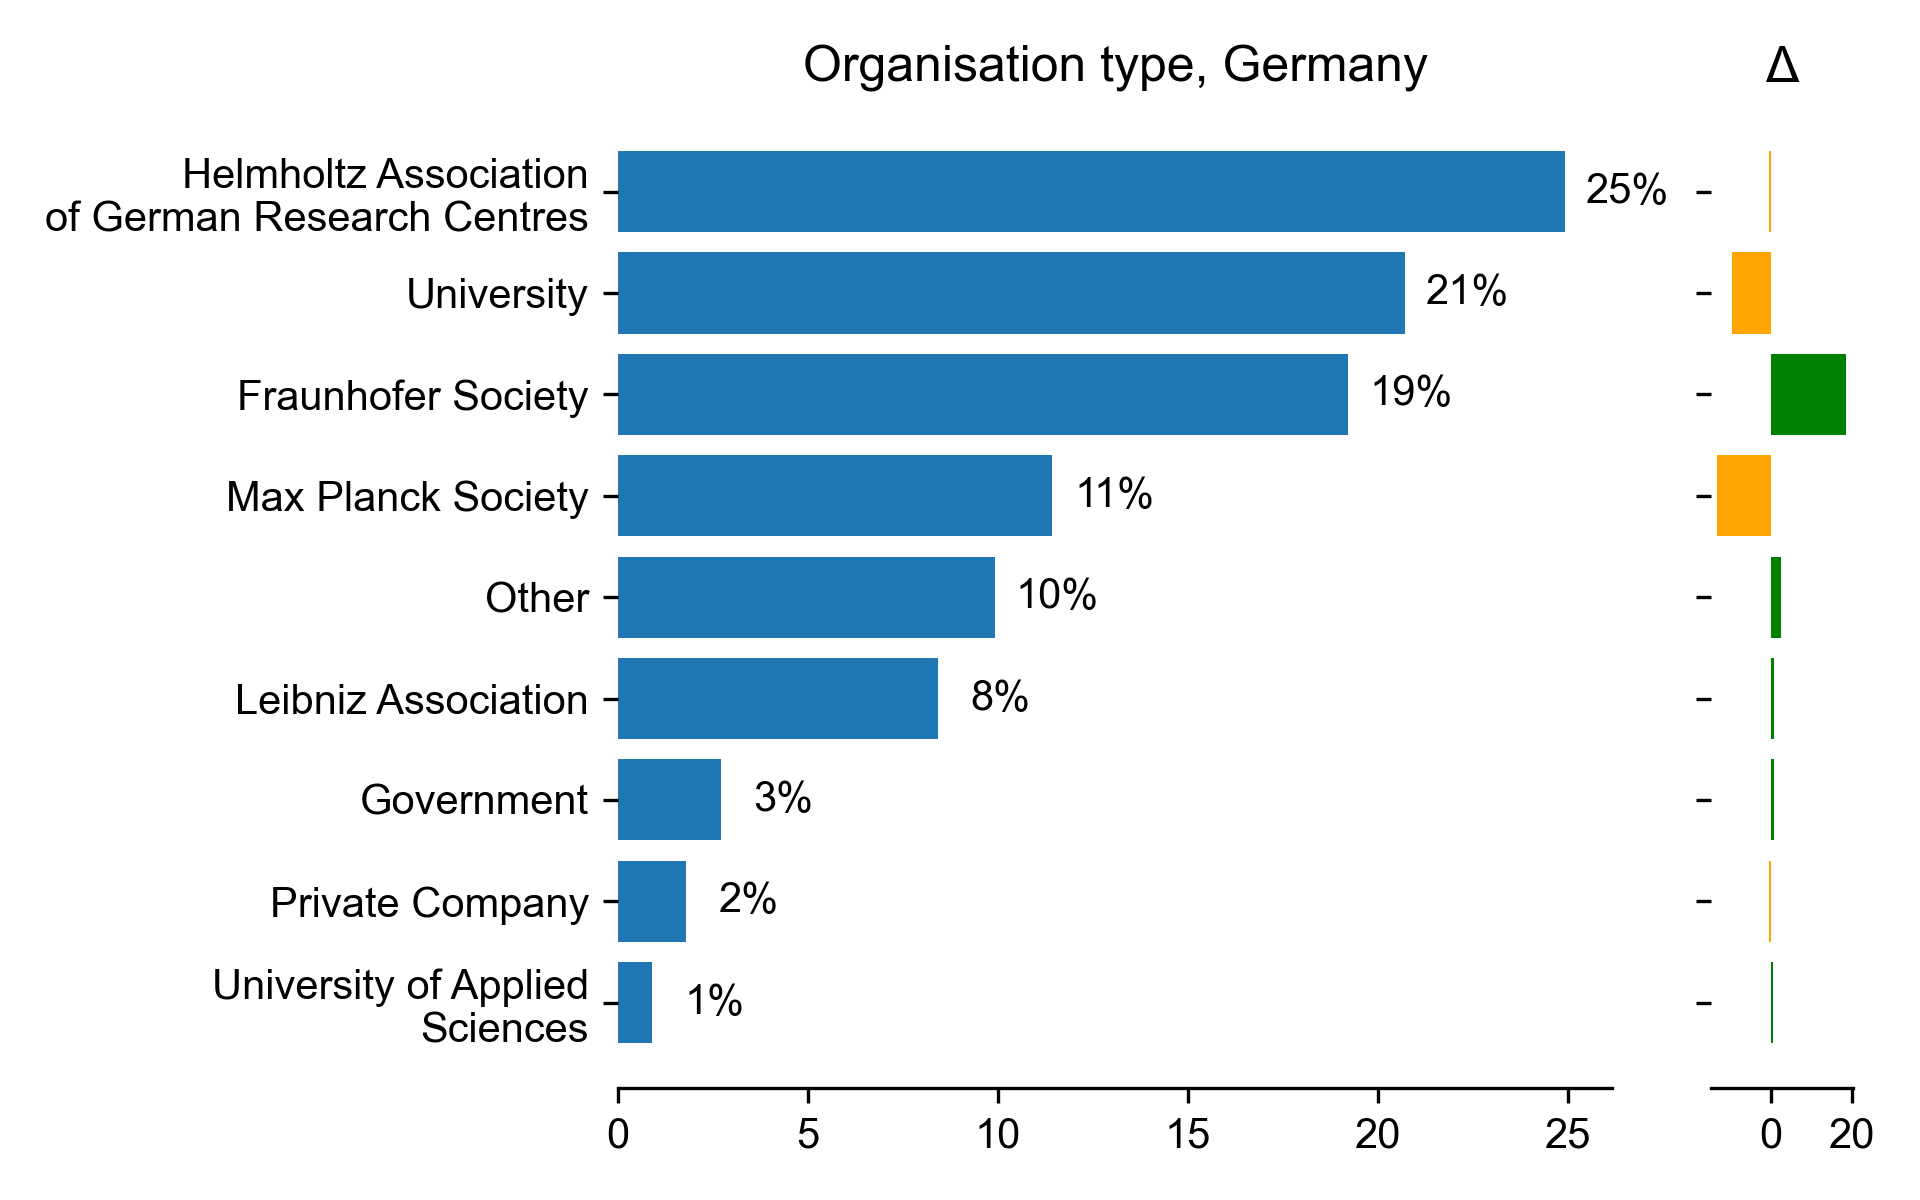 Organisation type, Germany
Δ
Helmholtz Association
of German Research Centres
25%
University
21%
Fraunhofer Society
19%
Max Planck Society
11%
Other
10%
Leibniz Association
8%
Government
3%
Private Company
2%
University of Applied
Sciences
1%
0 5 10 15 20 25
0 20